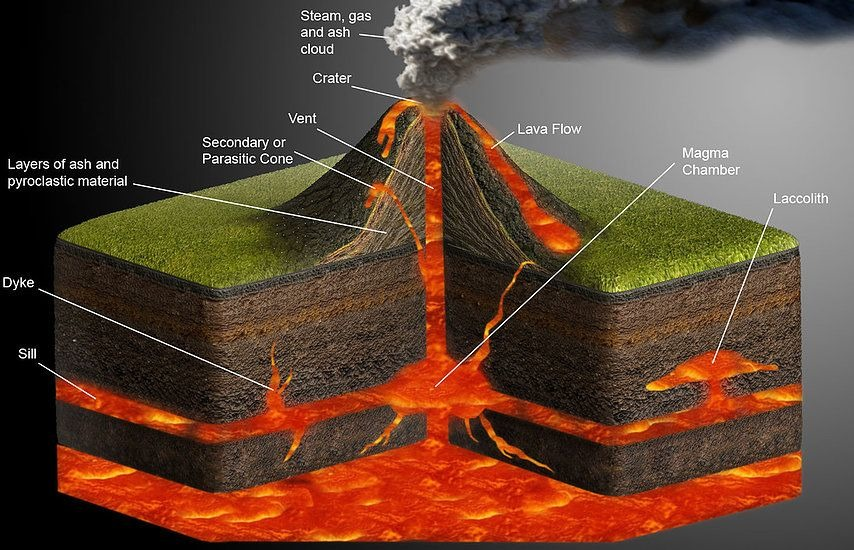 Steam, gas
and ash
cloud
Crater
Vent
Lava Flow
Secondary or
Parasitic Cone
Magma
Chamber
Layers of ash and
pyroclastic material
Laccolith
Dyke
Sill